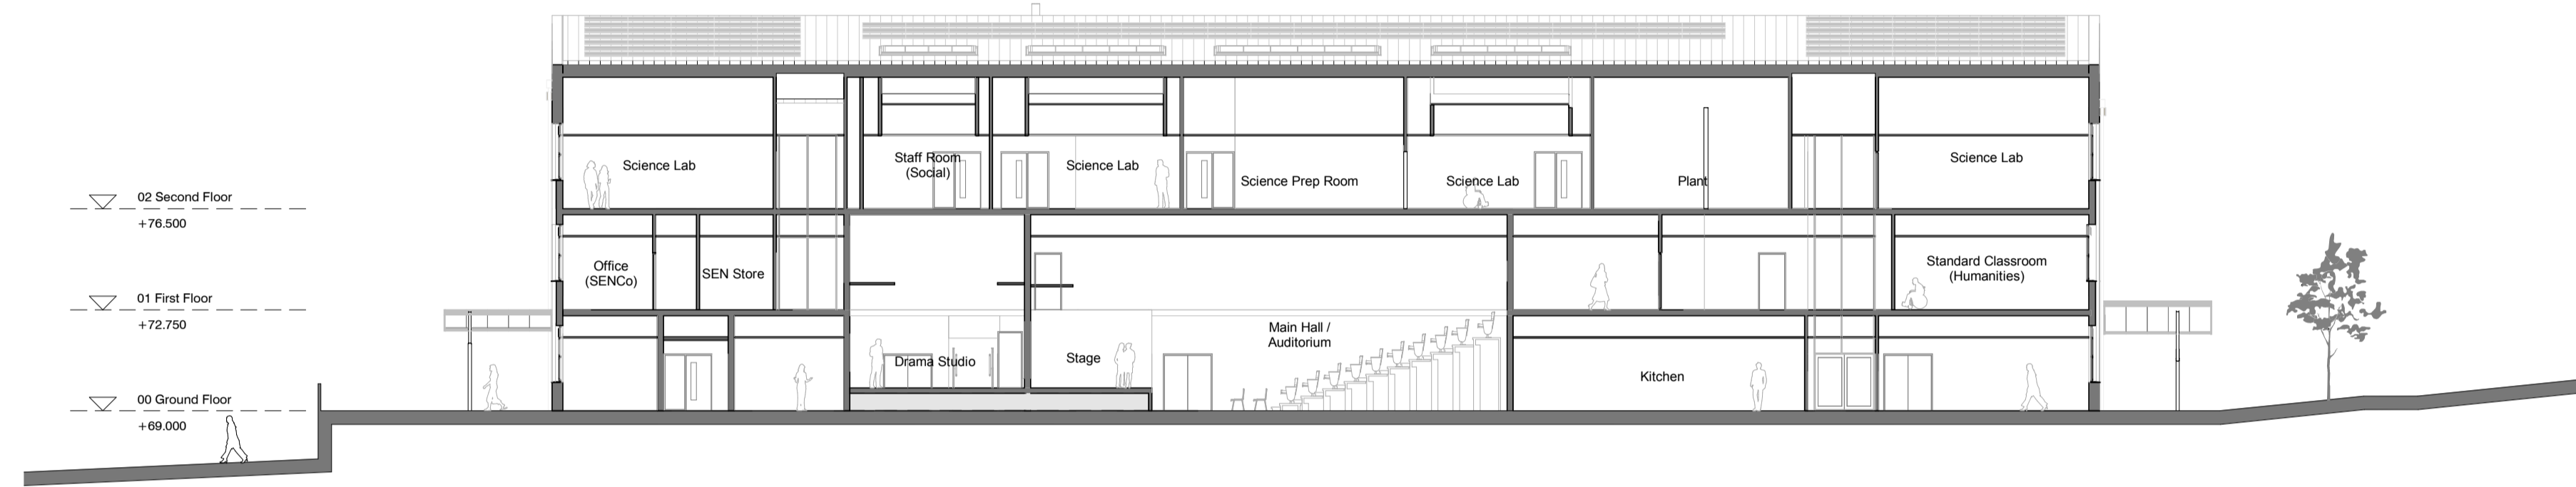 Science Lab
Staff Room
(Social)
Science Lab
Science Prep Room
Science Lab
Plant
Science Lab
02 Second Floor
+76.500
Office
(SENCo)
SEN Store
Standard Classroom
(Humanities)
01 First Floor
+72.750
Drama Studio
Stage
Main Hall /
Auditorium
Kitchen
00 Ground Floor
+69.000